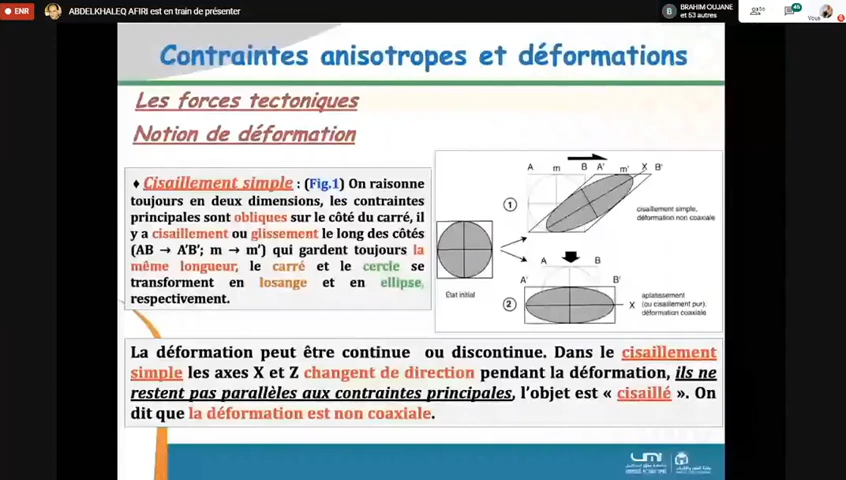 ENR
ABDELKHALEQ AFIRI est en train de présenter
B
BRAHIM OUJANE
et 53 autres
Vous
Contraintes anisotropes et déformations
Les forces tectoniques
Notion de déformation
♦ Cisaillement simple : (Fig.1) On raisonne
toujours en deux dimensions, les contraintes
principales sont obliques sur le côté du carré, il
y a cisaillement ou glissement le long des côtés
(AB → A'B'; m → m') qui gardent toujours la
même longueur, le carré et le cercle se
transforment en losange et en ellipse,
respectivement.
A m B A' m' X B'
1
cisaillement simple,
déformation non coaxiale
État initial
A B
A' B'
2
X
aplatissement
(ou cisaillement pur)
déformation coaxiale
La déformation peut être continue ou discontinue. Dans le cisaillement
simple les axes X et Z changent de direction pendant la déformation, ils ne
restent pas parallèles aux contraintes principales, l'objet est « cisaillé ». On
dit que la déformation est non coaxiale.
umi